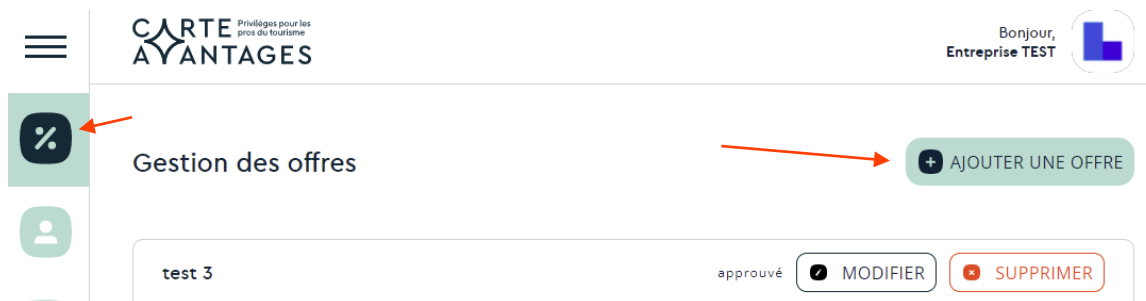 CARTE Privilèges pour les
pros du tourisme
AVANTAGES
Bonjour,
Entreprise TEST
%
Gestion des offres
+ AJOUTER UNE OFFRE
test 3
approuvé MODIFIER SUPPRIMER